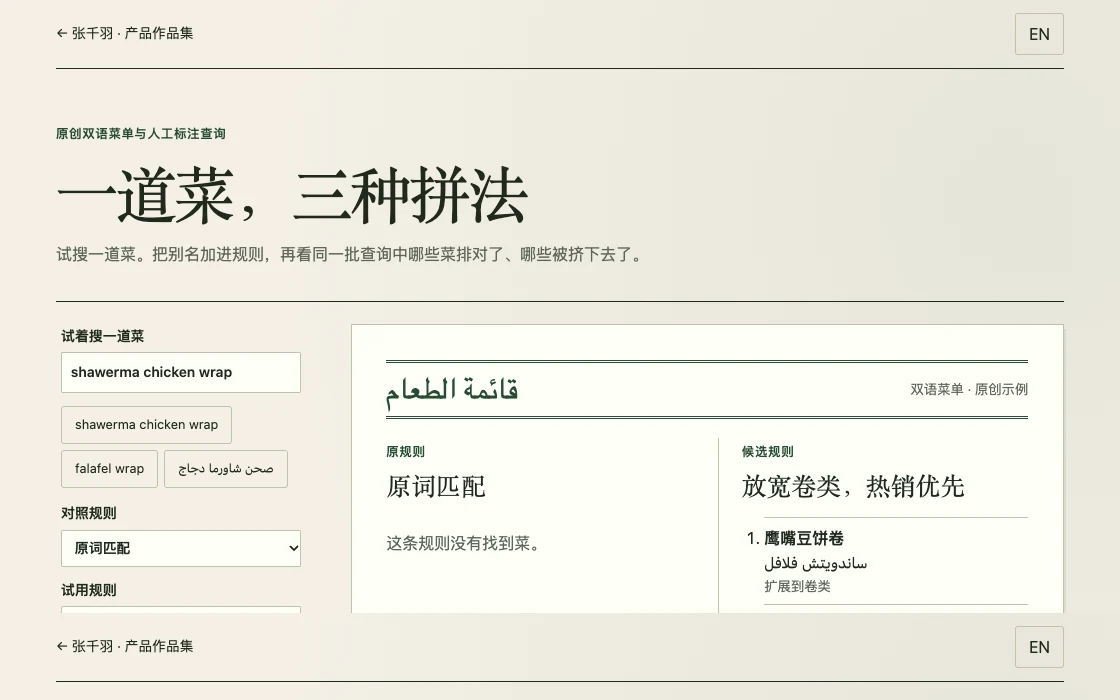 ← 张千羽 · 产品作品集
EN
原创双语菜单与人工标注查询
一道菜，三种拼法
试搜一道菜。把别名加进规则，再看同一批查询中哪些菜排对了、哪些被挤下去了。
试着搜一道菜
shawerma chicken wrap
shawerma chicken wrap
falafel wrap
صحن شاورما دجاج
对照规则
原词匹配
试用规则
قائمة الطعام
双语菜单 · 原创示例
原规则
原词匹配
这条规则没有找到菜。
候选规则
放宽卷类，热销优先
1. 鹰嘴豆饼卷
ساندويتش فلافل
扩展到卷类
← 张千羽 · 产品作品集
EN